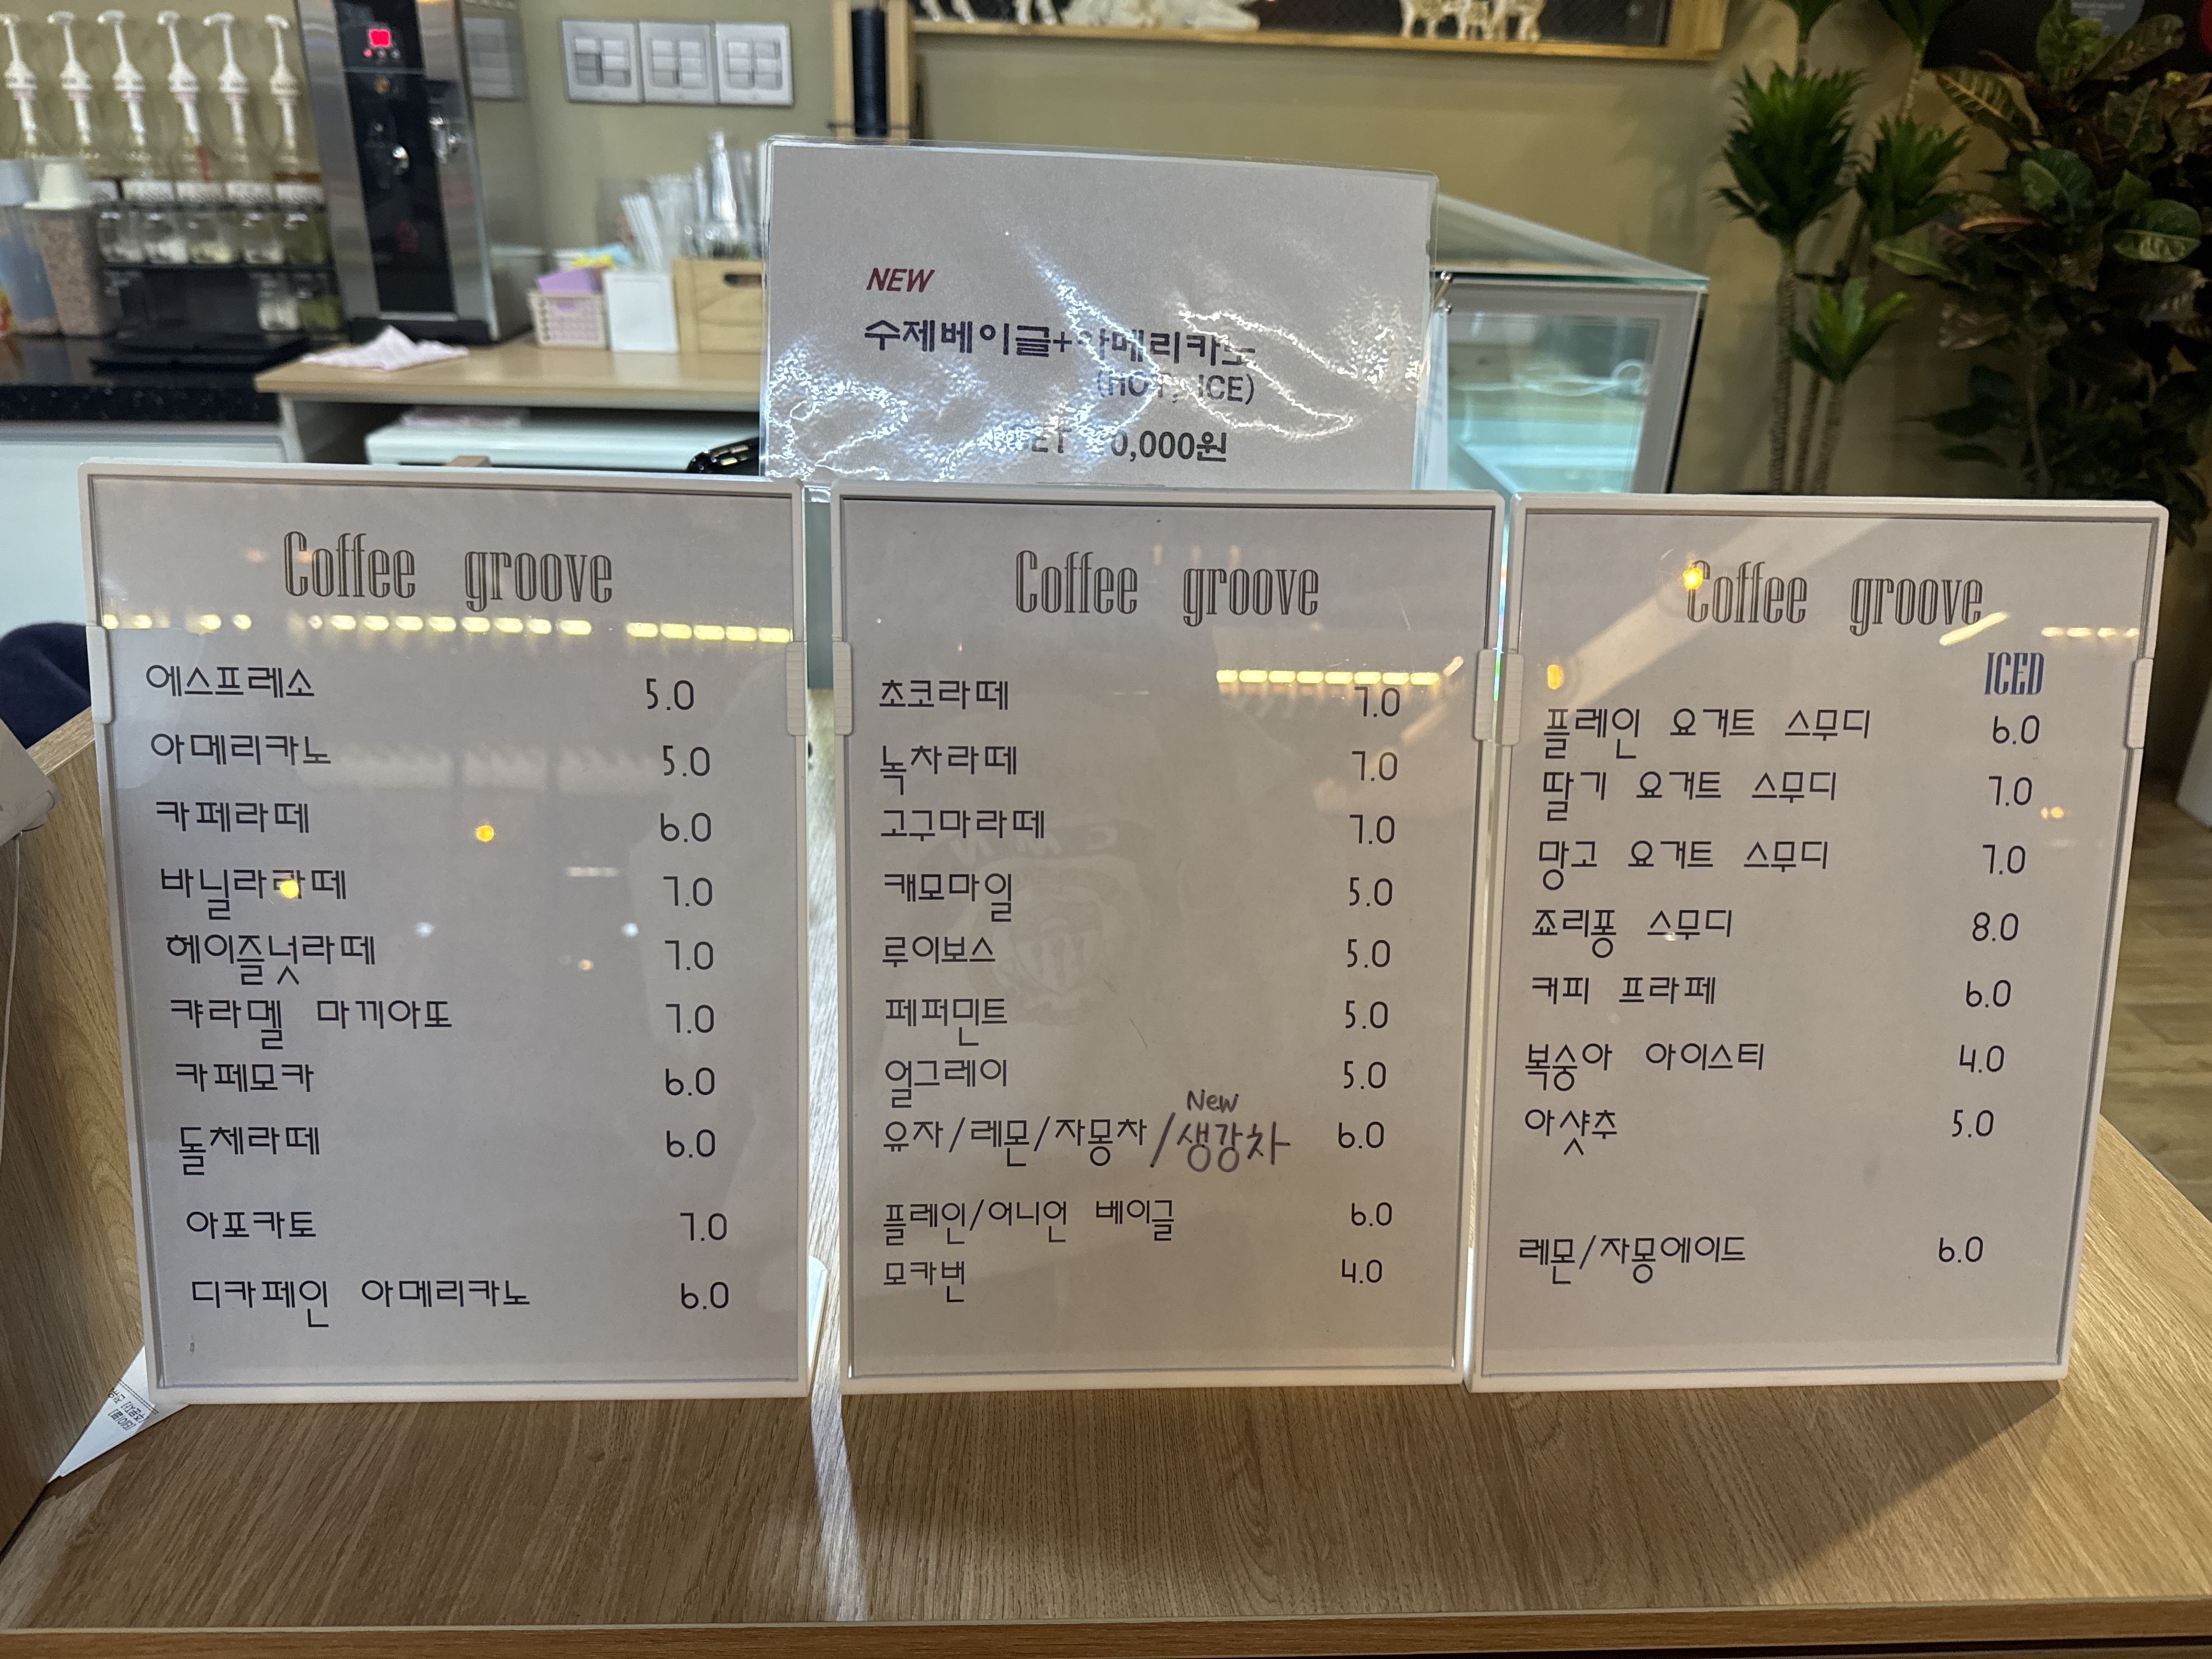 NEW
수제베이글+아메리카노
(HOT, ICE)
Coffee groove
에스프레소 5.0
아메리카노 5.0
카페라떼 6.0
바닐라라떼 7.0
헤이즐넛라떼 7.0
캬라멜 마끼아또 7.0
카페모카 6.0
돌체라떼 6.0
아포카토 7.0
디카페인 아메리카노 6.0
Coffee groove
초코라떼 7.0
녹차라떼 7.0
고구마라떼 7.0
캐모마일 5.0
루이보스 5.0
페퍼민트 5.0
얼그레이 5.0
New
유자/레몬/자몽차/생강차 6.0
플레인/어니언 베이글 6.0
모카번 4.0
Coffee groove
ICED
플레인 요거트 스무디 6.0
딸기 요거트 스무디 7.0
망고 요거트 스무디 7.0
죠리퐁 스무디 8.0
커피 프라페 6.0
복숭아 아이스티 4.0
아샷추 5.0
레몬/자몽에이드 6.0